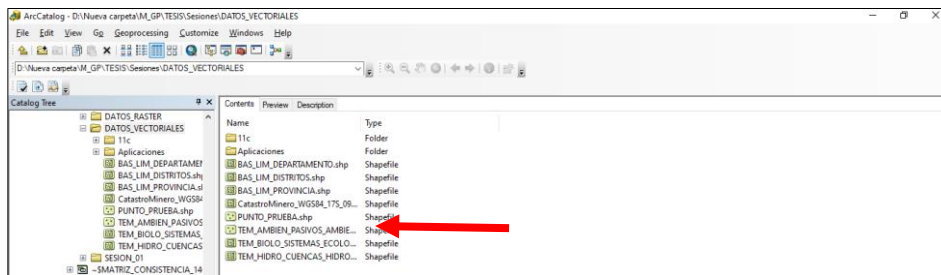 ArcCatalog - D:\Nueva carpeta\M_GP\TESIS\Sesiones\DATOS_VECTORIALES
File Edit View Go Geoprocessing Customize Windows Help
D:\Nueva carpeta\M_GP\TESIS\Sesiones\DATOS_VECTORIALES
Catalog Tree
DATOS_RASTER
DATOS_VECTORIALES
11c
Aplicaciones
BAS_LIM_DEPARTAMEN
BAS_LIM_DISTRITOS.sh
BAS_LIM_PROVINCIA.sl
CatastroMinero_WGS84
PUNTO_PRUEBA.shp
TEM_AMBIEN_PASIVOS
TEM_BIOLO_SISTEMAS_
TEM_HIDRO_CUENCAS
SESION_01
~$MATRIZ_CONSISTENCIA_14
Contents Preview Description
Name Type
11c Folder
Aplicaciones Folder
BAS_LIM_DEPARTAMENTO.shp Shapefile
BAS_LIM_DISTRITOS.shp Shapefile
BAS_LIM_PROVINCIA.shp Shapefile
CatastroMinero_WGS84_17S_09... Shapefile
PUNTO_PRUEBA.shp Shapefile
TEM_AMBIEN_PASIVOS_AMBIE...
TEM_BIOLO_SISTEMAS_ECOLO... Shapefile
TEM_HIDRO_CUENCAS_HIDRO... Shapefile